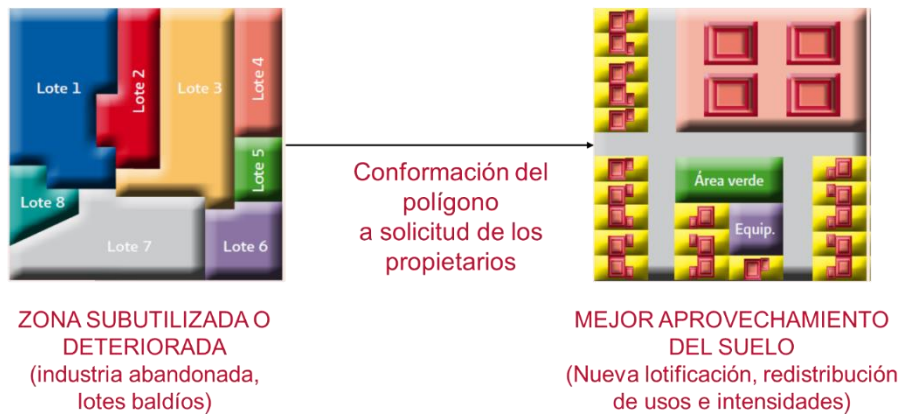 Lote 1
Lote 2
Lote 3
Lote 4
Lote 5
Lote 8
Lote 7
Lote 6
Conformación del
polígono
a solicitud de los
propietarios
Área verde
Equip.
ZONA SUBUTILIZADA O
DETERIORADA
(industria abandonada,
lotes baldíos)
MEJOR APROVECHAMIENTO
DEL SUELO
(Nueva lotificación, redistribución
de usos e intensidades)